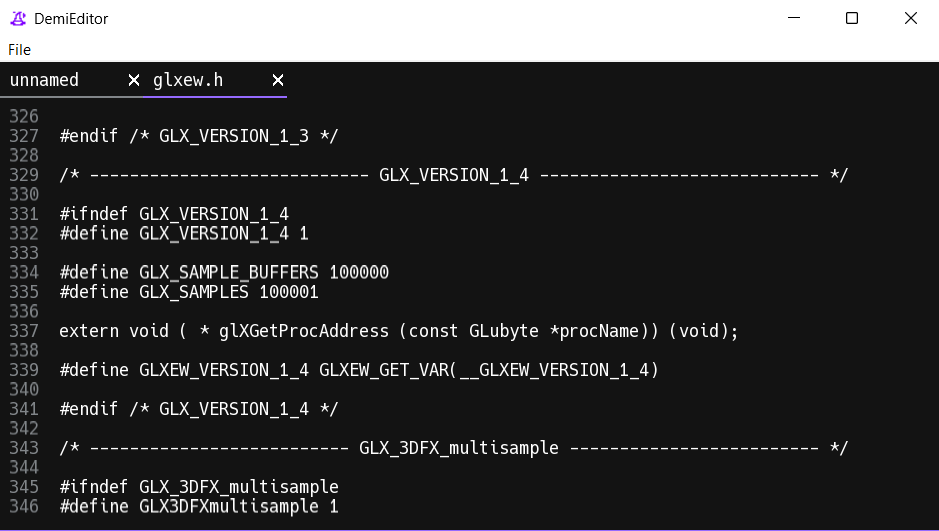 DemiEditor
File
unnamed × glxew.h ×
326
327 #endif /* GLX_VERSION_1_3 */
328
329 /* ---------------------------- GLX_VERSION_1_4 ---------------------------- */
330
331 #ifndef GLX_VERSION_1_4
332 #define GLX_VERSION_1_4 1
333
334 #define GLX_SAMPLE_BUFFERS 100000
335 #define GLX_SAMPLES 100001
336
337 extern void ( * glXGetProcAddress (const GLubyte *procName)) (void);
338
339 #define GLXEW_VERSION_1_4 GLXEW_GET_VAR(__GLXEW_VERSION_1_4)
340
341 #endif /* GLX_VERSION_1_4 */
342
343 /* -------------------------- GLX_3DFX_multisample ------------------------- */
344
345 #ifndef GLX_3DFX_multisample
346 #define GLX3DFXmultisample 1